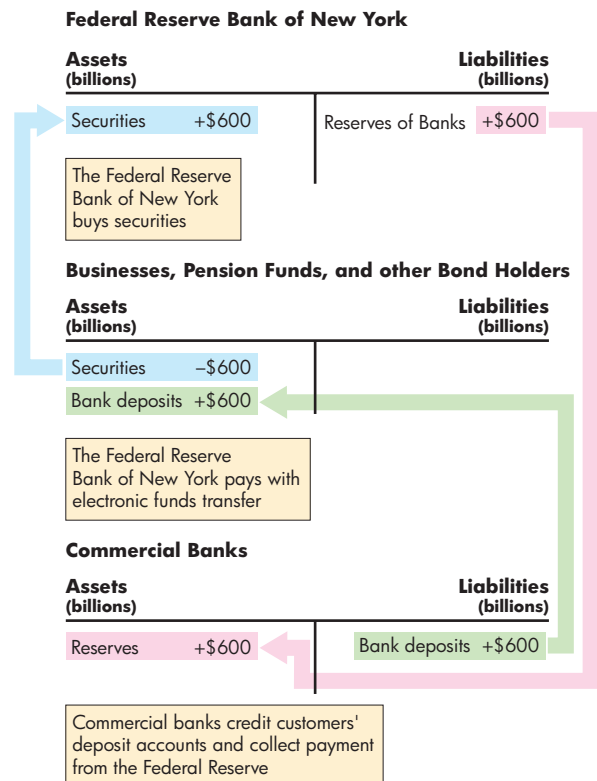 Federal Reserve Bank of New York
Assets
(billions)
Liabilities
(billions)
Securities +$600
Reserves of Banks +$600
The Federal Reserve
Bank of New York
buys securities
Businesses, Pension Funds, and other Bond Holders
Assets
(billions)
Liabilities
(billions)
Securities –$600
Bank deposits +$600
The Federal Reserve
Bank of New York pays with
electronic funds transfer
Commercial Banks
Assets
(billions)
Liabilities
(billions)
Reserves +$600
Bank deposits +$600
Commercial banks credit customers'
deposit accounts and collect payment
from the Federal Reserve